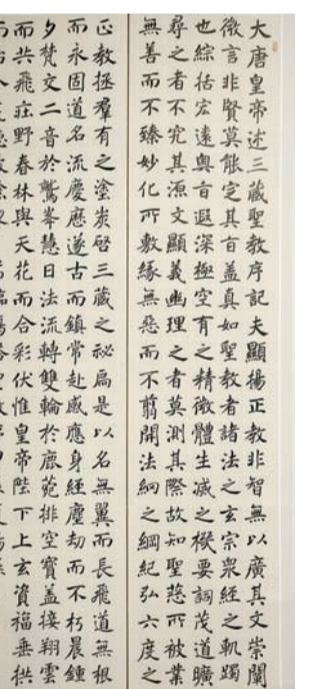 大唐皇帝述三藏聖教序記夫顯揚正教非智無以廣其文崇闡
微言非賢莫能定其旨蓋真如聖教者諸法之玄宗衆經之軌躅
也綜括宏遠奧旨遐深極空有之精微體生滅之機要詞茂道曠
尋之者不究其源文顯義幽理之者莫測其際故知聖慈所被業
無善而不臻妙化所敷緣無惡而不翦開法網之綱紀弘六度之
正教拯羣有之塗炭啓三藏之祕扃是以名無翼而長飛道無根
而永固道名流慶歷遂古而鎮常赴感應身經塵劫而不朽晨鍾
夕梵文二音於鷲峯慧日法流轉雙輪於鹿菀排空寶蓋接翔雲
而共飛莊野春林與天花而合彩伏惟皇帝陛下上玄資福垂拱